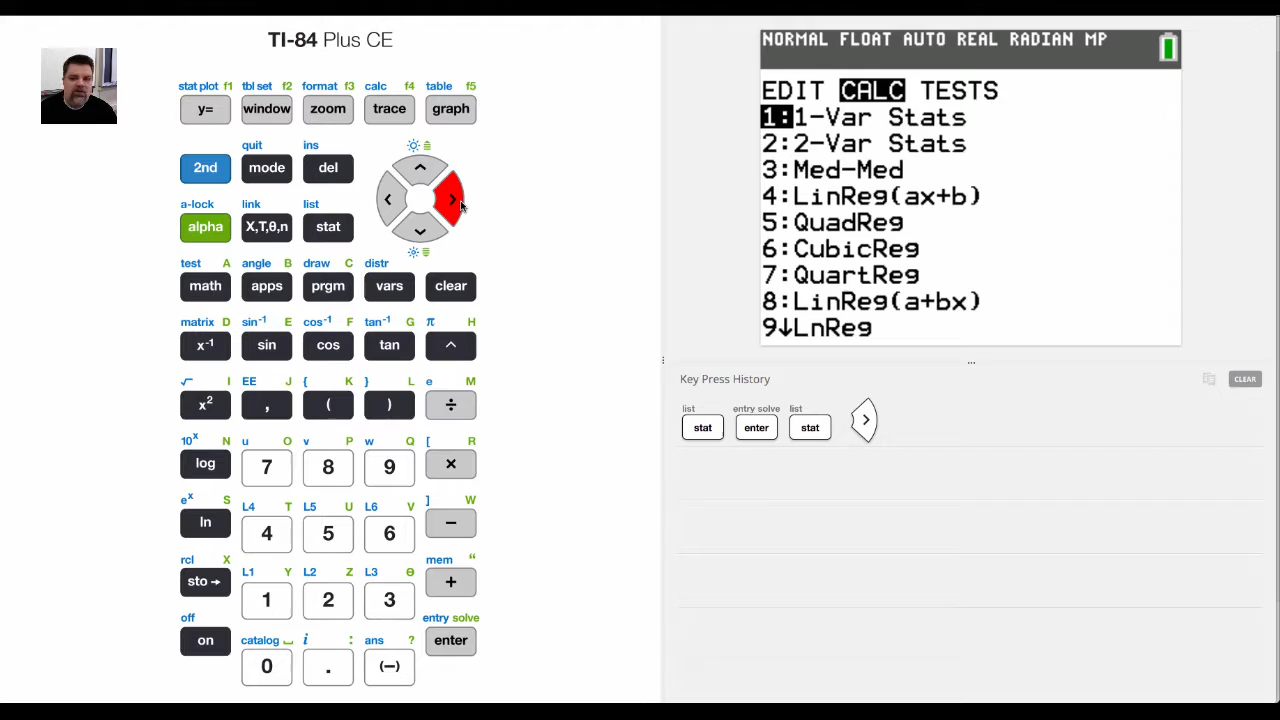 TI-84 Plus CE
stat plot f1 tbl set f2 format f3 calc f4 table f5
y= window zoom trace graph
quit ins
2nd mode del
a-lock link list
alpha X,T,θ,n stat
test A angle B draw C distr
math apps prgm vars clear
matrix D sin-1 E cos-1 F tan-1 G π H
x-1 sin cos tan ^
√ I EE J { K } L e M
x2 , ( ) ÷
10x N u O v P w Q [ R
log 7 8 9 ×
ex S L4 T L5 U L6 V ] W
ln 4 5 6 −
rcl X L1 Y L2 Z L3 θ mem "
sto → 1 2 3 +
off catalog ⎵ i : ans ? entry solve
on 0 . (−) enter
NORMAL FLOAT AUTO REAL RADIAN MP
EDIT CALC TESTS
1:1-Var Stats
2:2-Var Stats
3:Med-Med
4:LinReg(ax+b)
5:QuadReg
6:CubicReg
7:QuartReg
8:LinReg(a+bx)
9↓LnReg
Key Press History CLEAR
list entry solve list
stat enter stat >